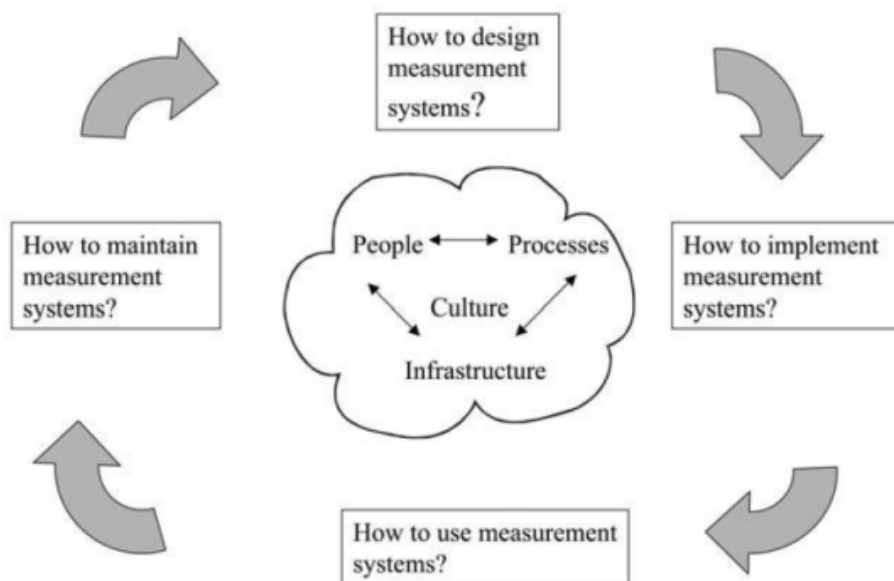 How to design
measurement
systems?
How to maintain
measurement
systems?
People
Processes
Culture
Infrastructure
How to implement
measurement
systems?
How to use measurement
systems?